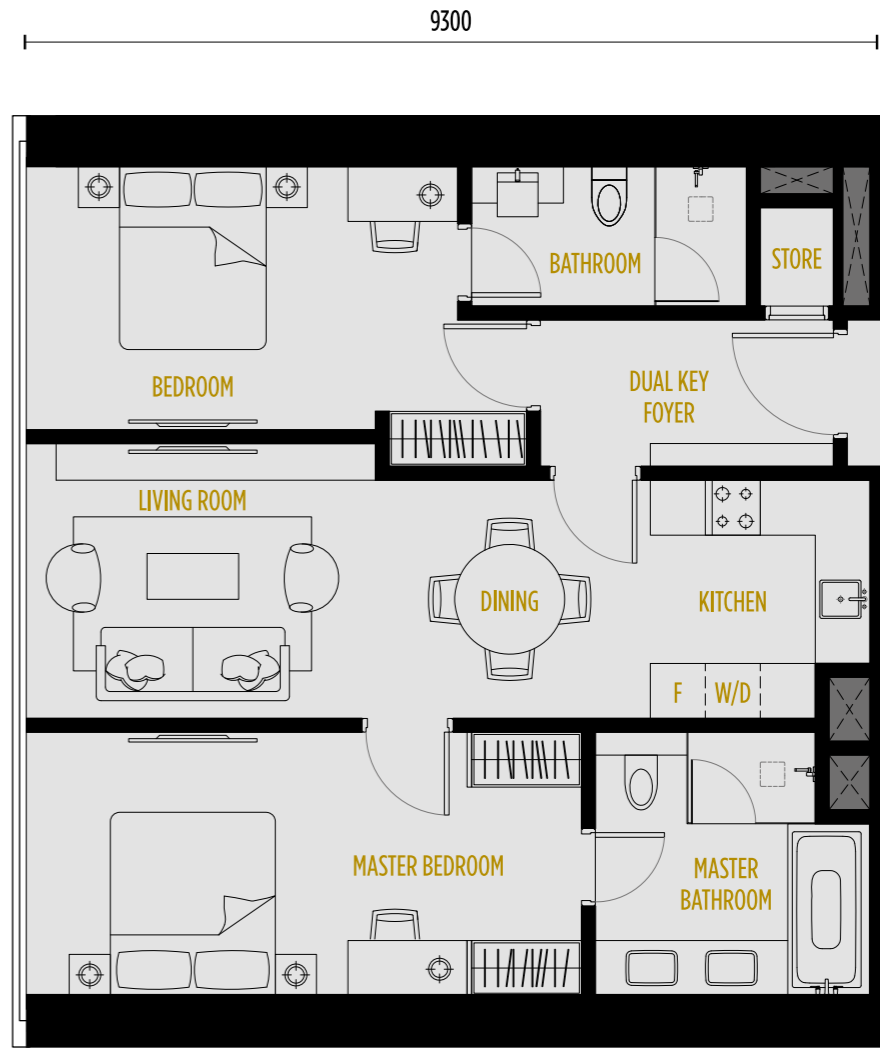 9300
BATHROOM
STORE
BEDROOM
DUAL KEY
FOYER
LIVING ROOM
DINING
KITCHEN
F
W/D
MASTER BEDROOM
MASTER
BATHROOM